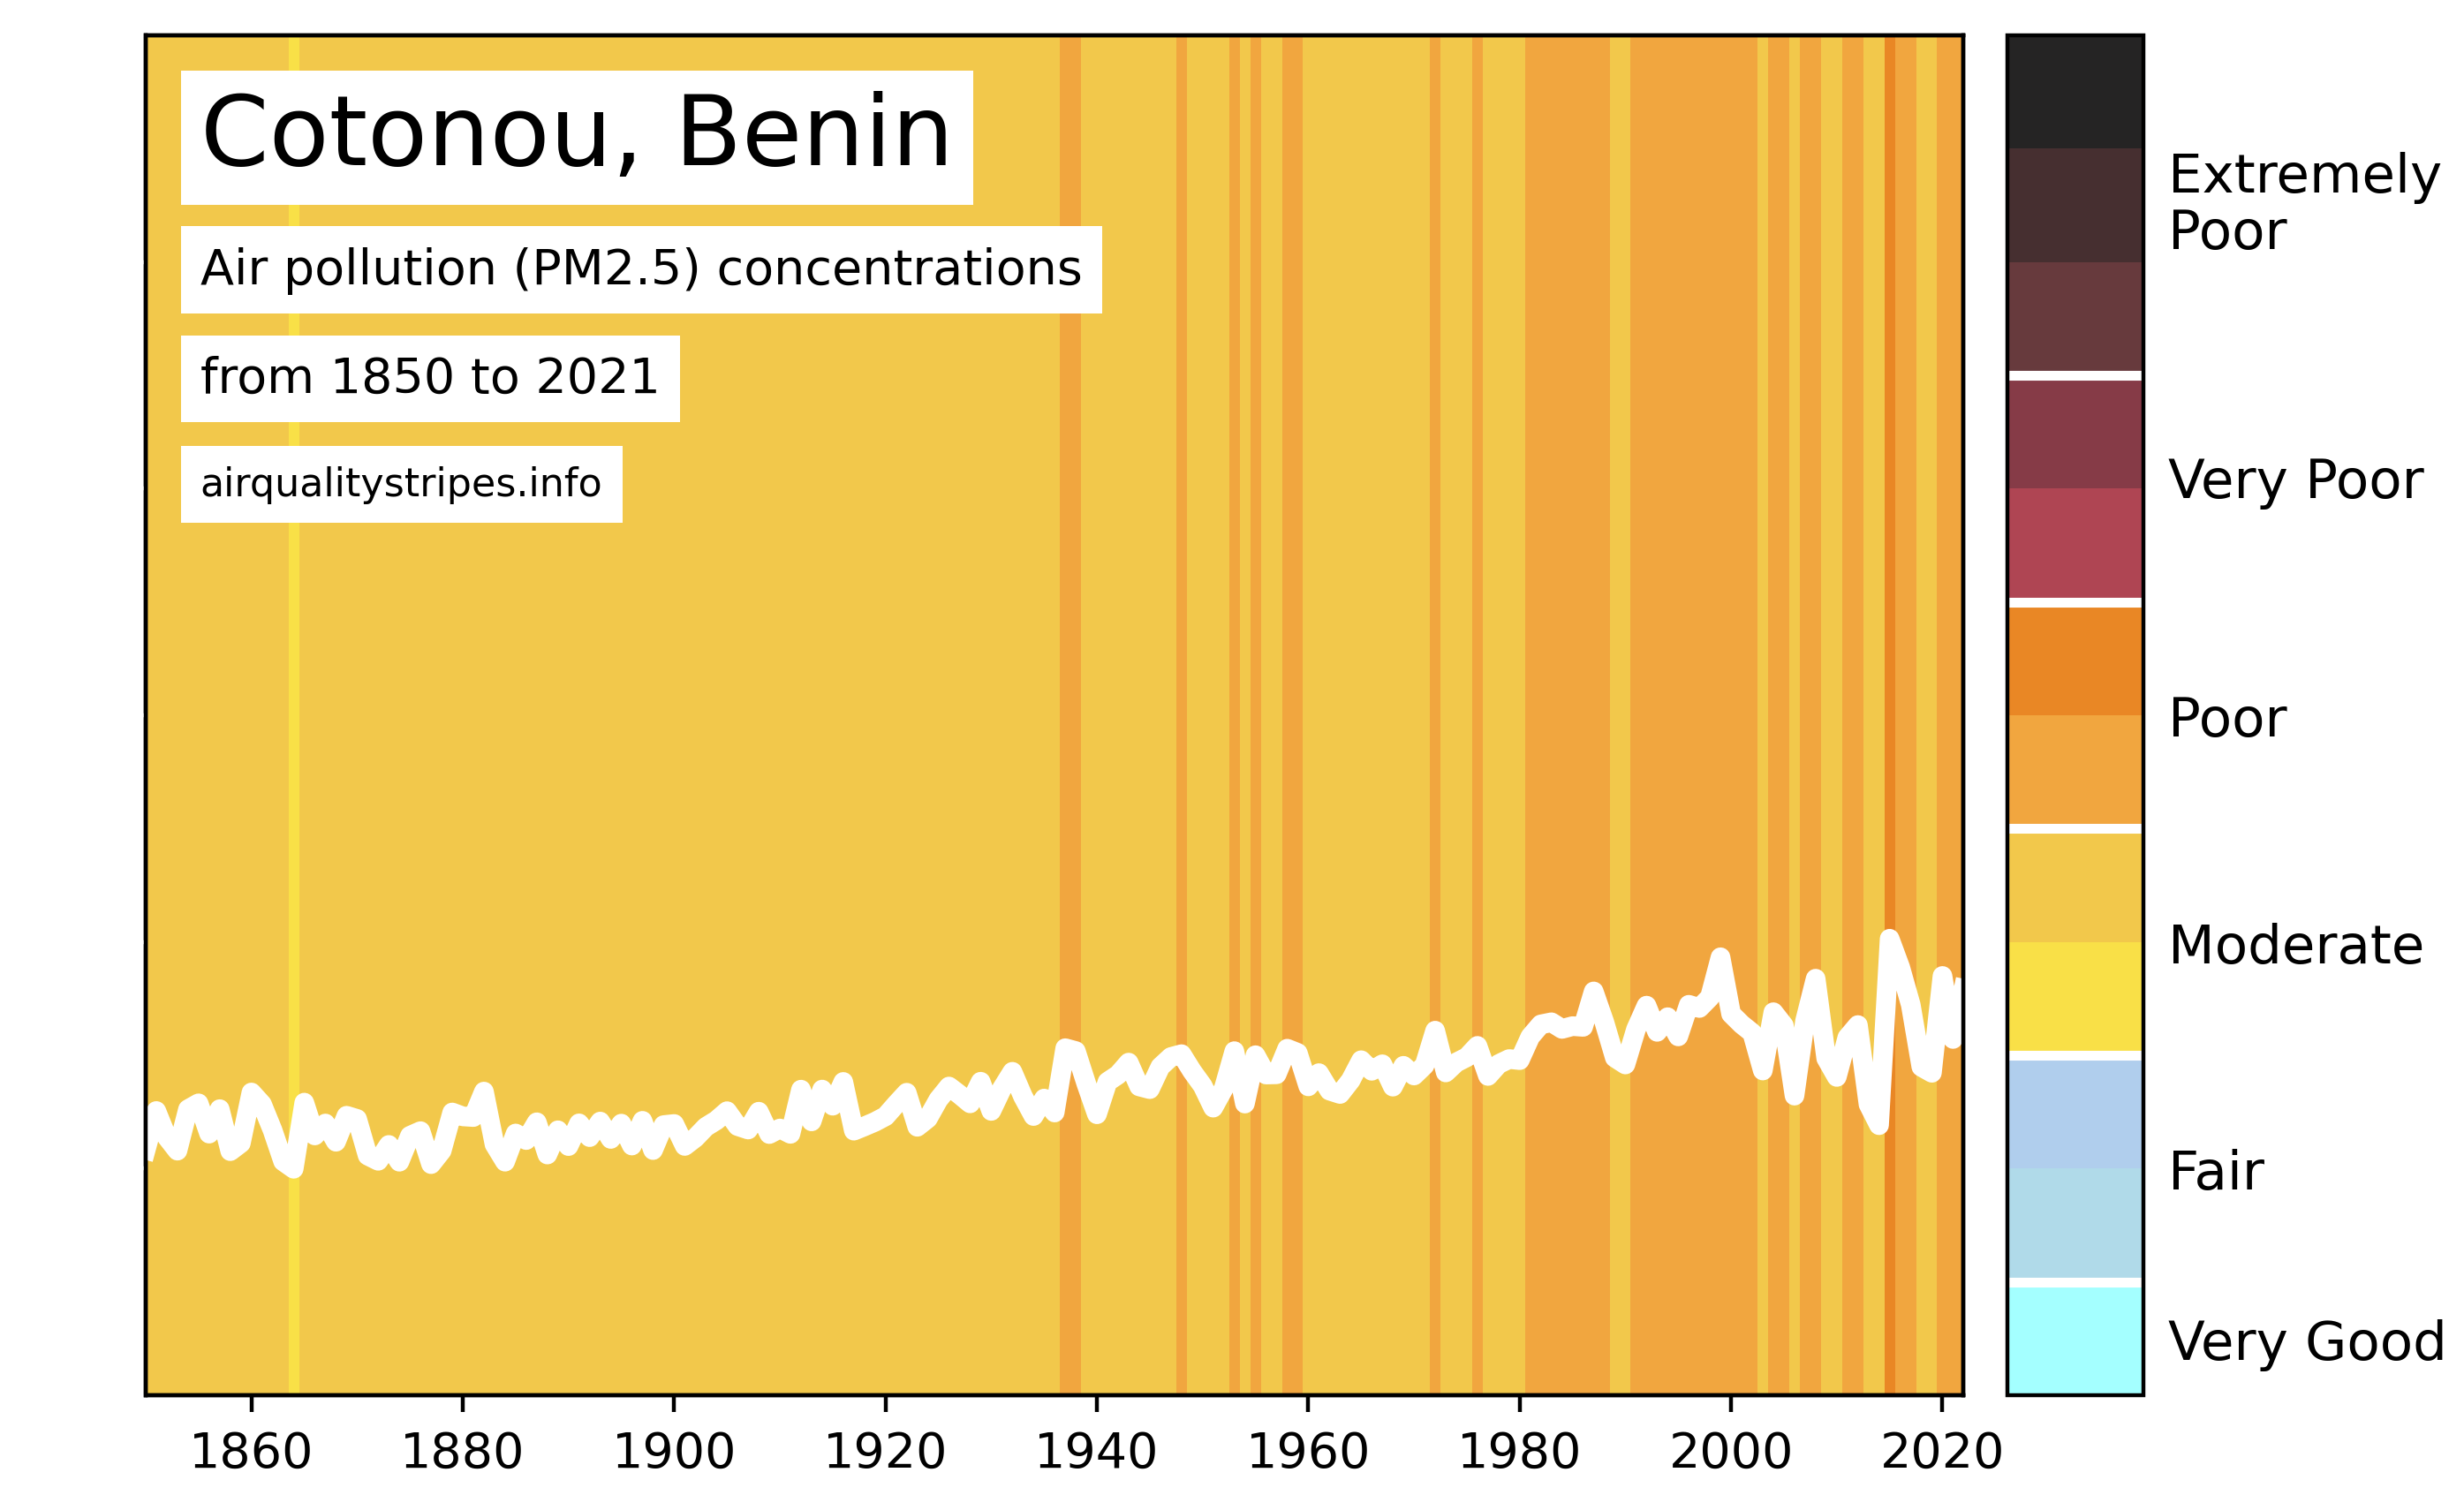 Cotonou, Benin
Air pollution (PM2.5) concentrations
from 1850 to 2021
airqualitystripes.info
Extremely
Poor
Very Poor
Poor
Moderate
Fair
Very Good
1860 1880 1900 1920 1940 1960 1980 2000 2020